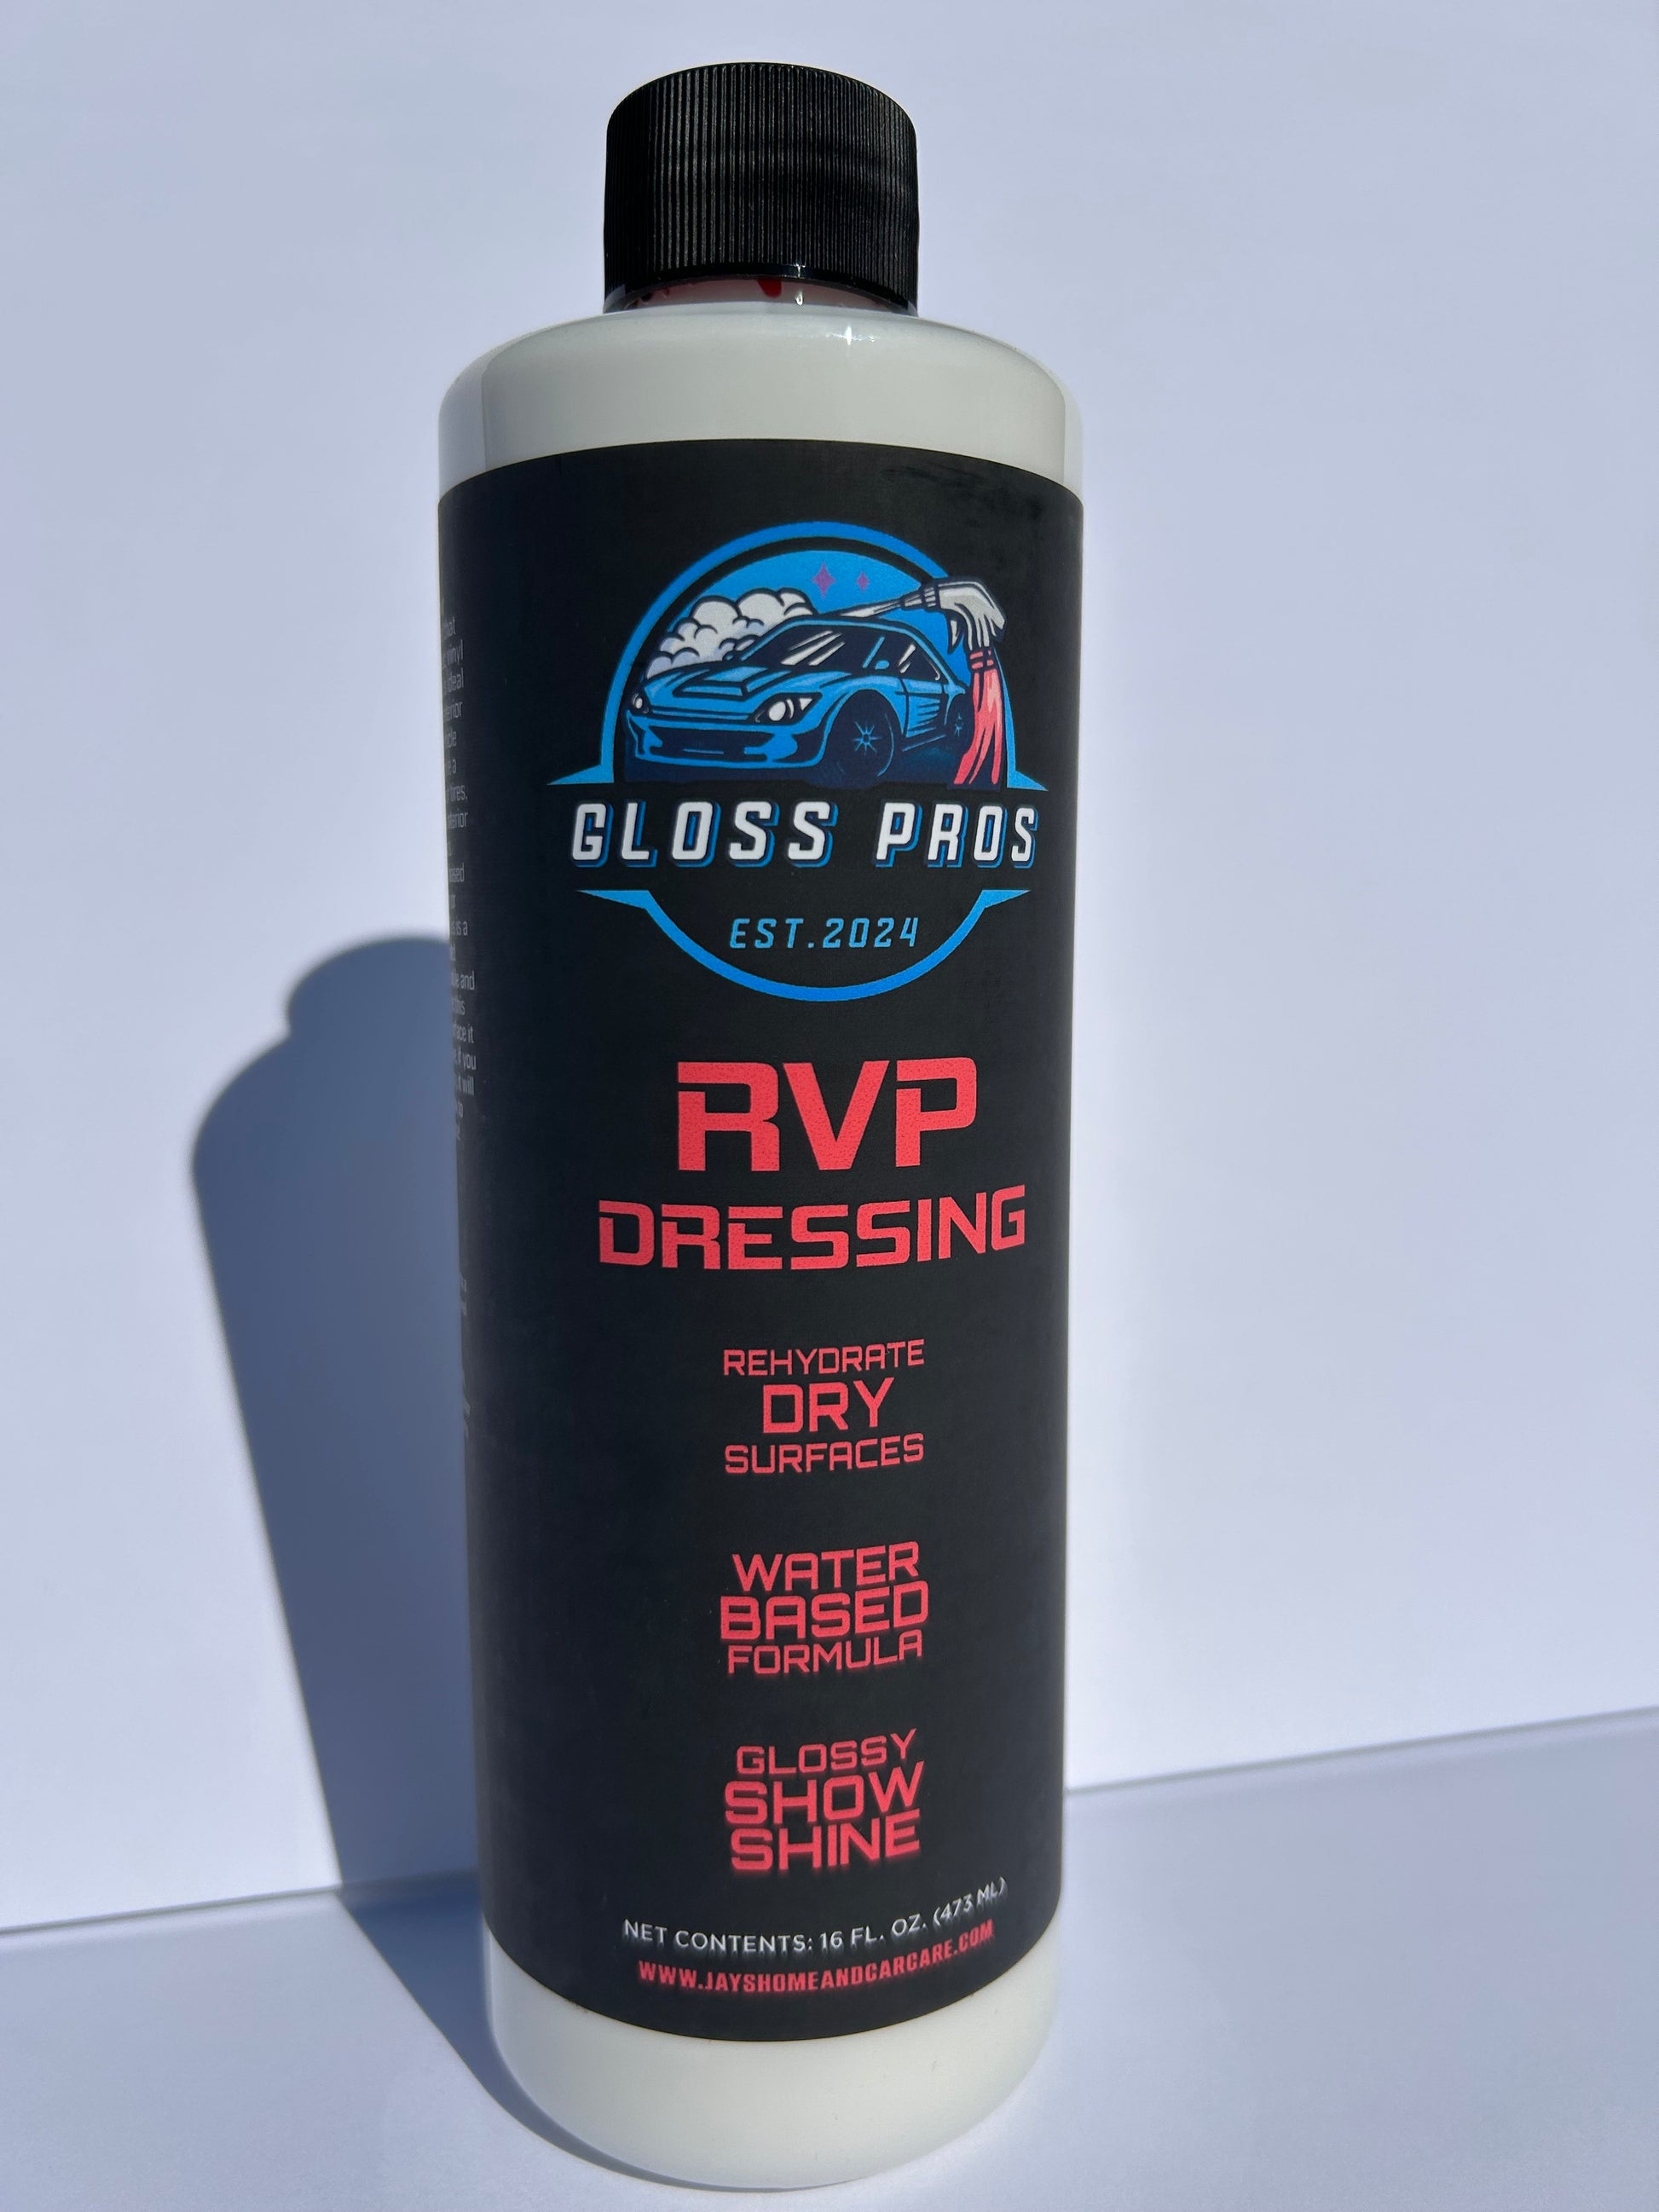 GLOSS PROS
EST.2024
RVP
DRESSING
REHYDRATE
DRY
SURFACES
WATER
BASED
FORMULA
GLOSSY
SHOW
SHINE
NET CONTENTS: 16 FL. OZ. (473 ML)
WWW.JAYSHOMEANDCARCARE.COM